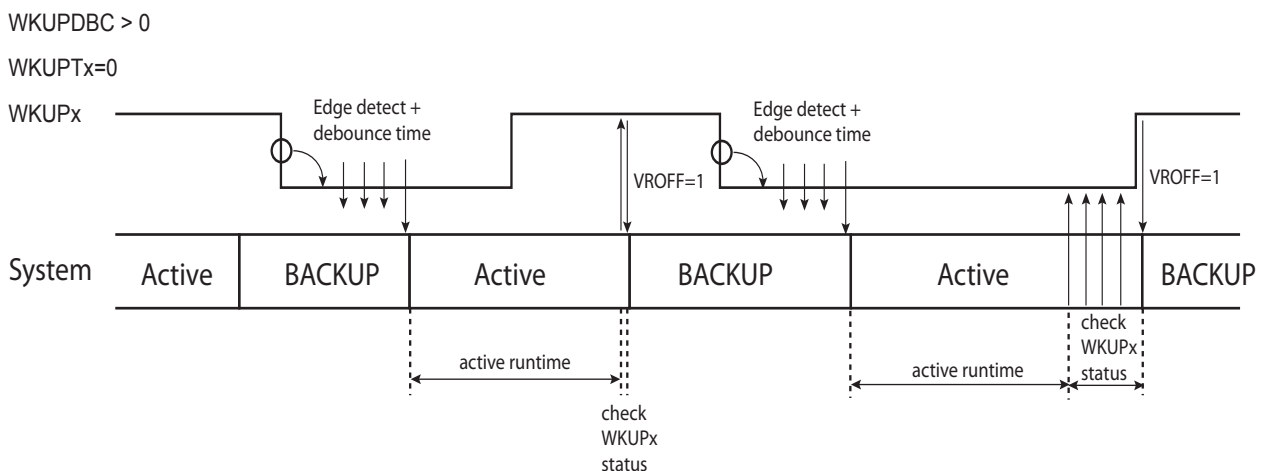 WKUPDBC > 0
WKUPTx=0
WKUPx
Edge detect +
debounce time
VROFF=1
Edge detect +
debounce time
VROFF=1
System
Active
BACKUP
Active
BACKUP
Active
BACKUP
active runtime
check
WKUPx
status
active runtime
check
WKUPx
status